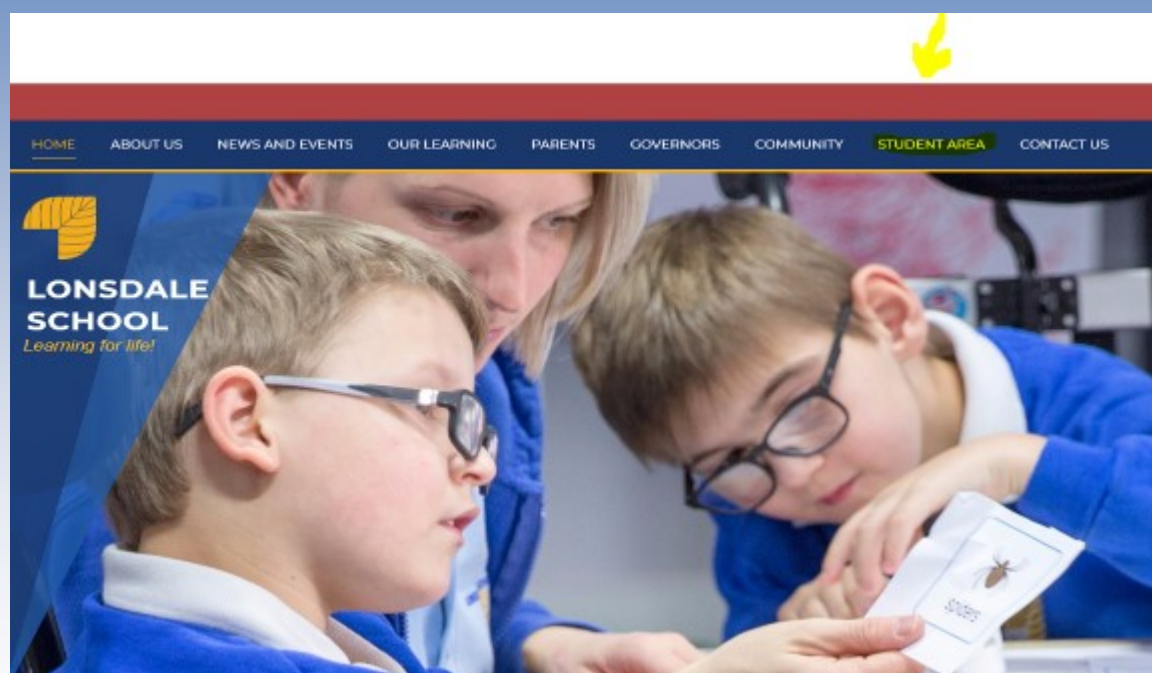 HOME ABOUT US NEWS AND EVENTS OUR LEARNING PARENTS GOVERNORS COMMUNITY STUDENT AREA CONTACT US
LONSDALE
SCHOOL
Learning for life!
spiders